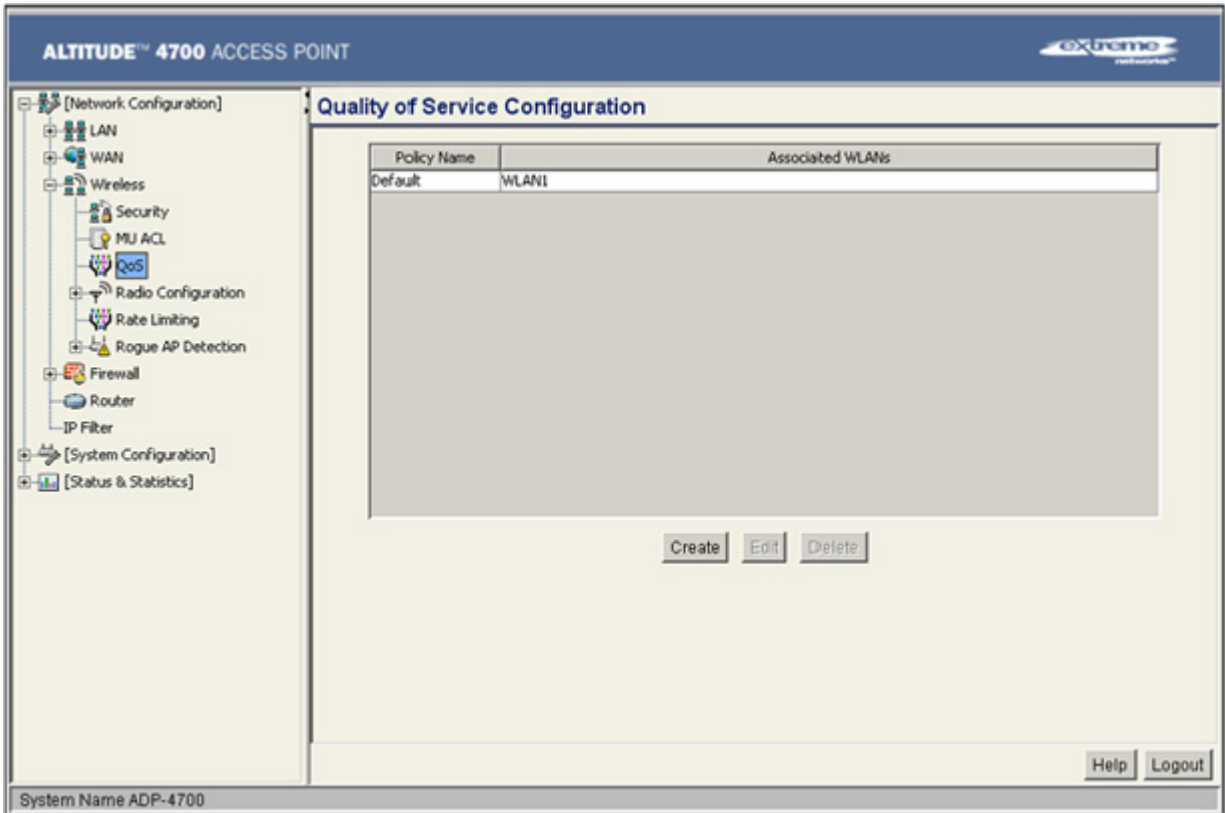 ALTITUDE™ 4700 ACCESS POINT
extreme
networks™
[Network Configuration]
LAN
WAN
Wireless
Security
MU ACL
QoS
Radio Configuration
Rate Limiting
Rogue AP Detection
Firewall
Router
IP Filter
[System Configuration]
[Status & Statistics]
Quality of Service Configuration
Policy Name Associated WLANs
Default WLAN1
Create Edit Delete
Help Logout
System Name ADP-4700